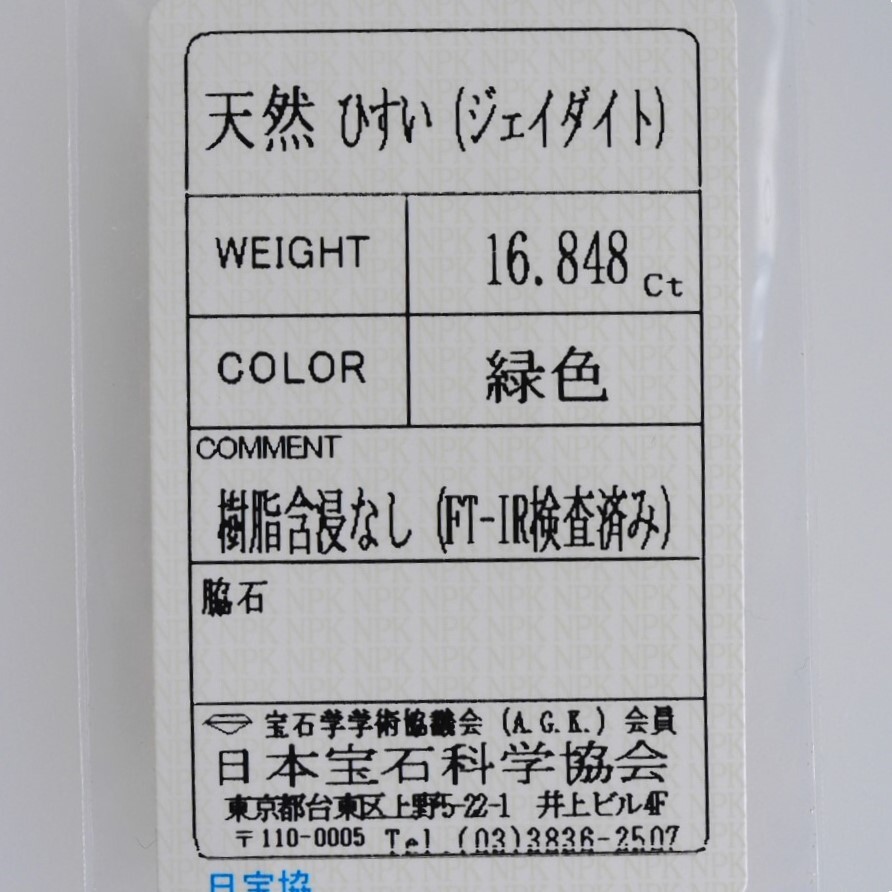 天然 ひすい (ジェイダイト)
WEIGHT 16.848 Ct
COLOR 緑色
COMMENT
樹脂含浸なし (FT-IR検査済み)
脇石
宝石学学術協議会 (A.G.K.) 会員
日本宝石科学協会
東京都台東区上野5-22-1 井上ビル4F
〒110-0005 Tel.(03)3836-2507
日宝協